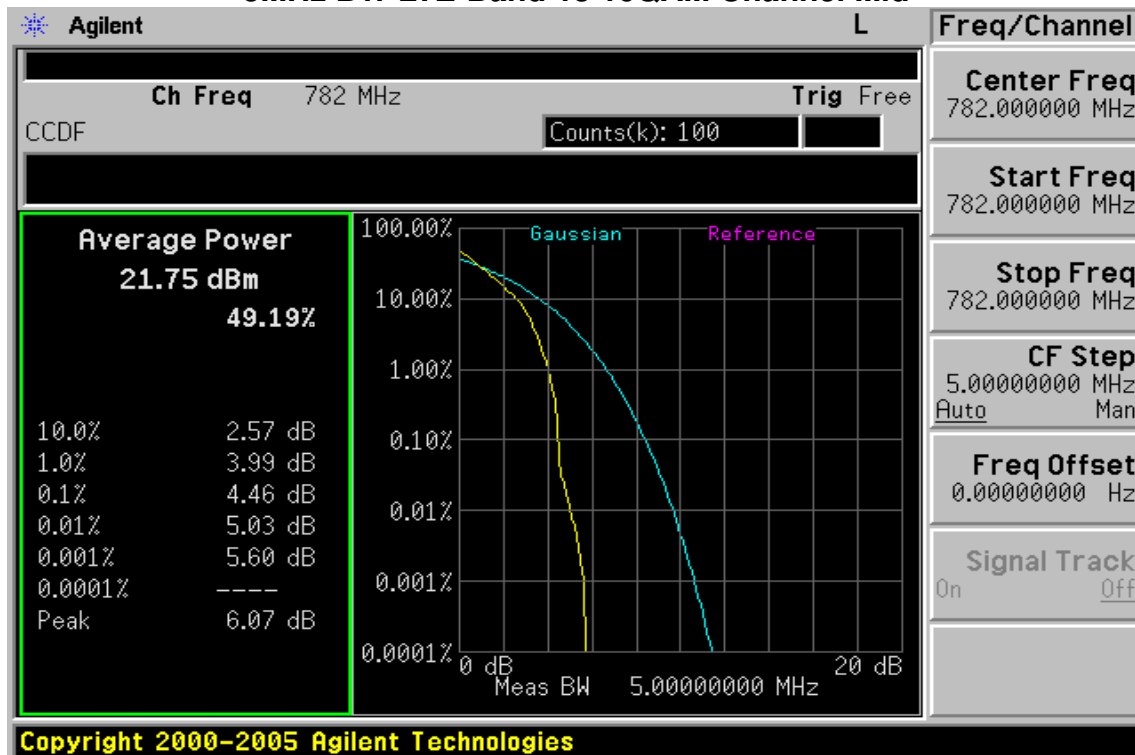 Agilent L Freq/Channel
Ch Freq 782 MHz Trig Free
CCDF Counts(k): 100
Average Power
21.75 dBm
49.19%
10.0% 2.57 dB
1.0% 3.99 dB
0.1% 4.46 dB
0.01% 5.03 dB
0.001% 5.60 dB
0.0001% ----
Peak 6.07 dB
100.00%
Gaussian Reference
10.00%
1.00%
0.10%
0.01%
0.001%
0.0001%
0 dB 20 dB
Meas BW 5.00000000 MHz
Center Freq
782.000000 MHz
Start Freq
782.000000 MHz
Stop Freq
782.000000 MHz
CF Step
5.00000000 MHz
Auto Man
Freq Offset
0.00000000 Hz
Signal Track
On Off
Copyright 2000-2005 Agilent Technologies